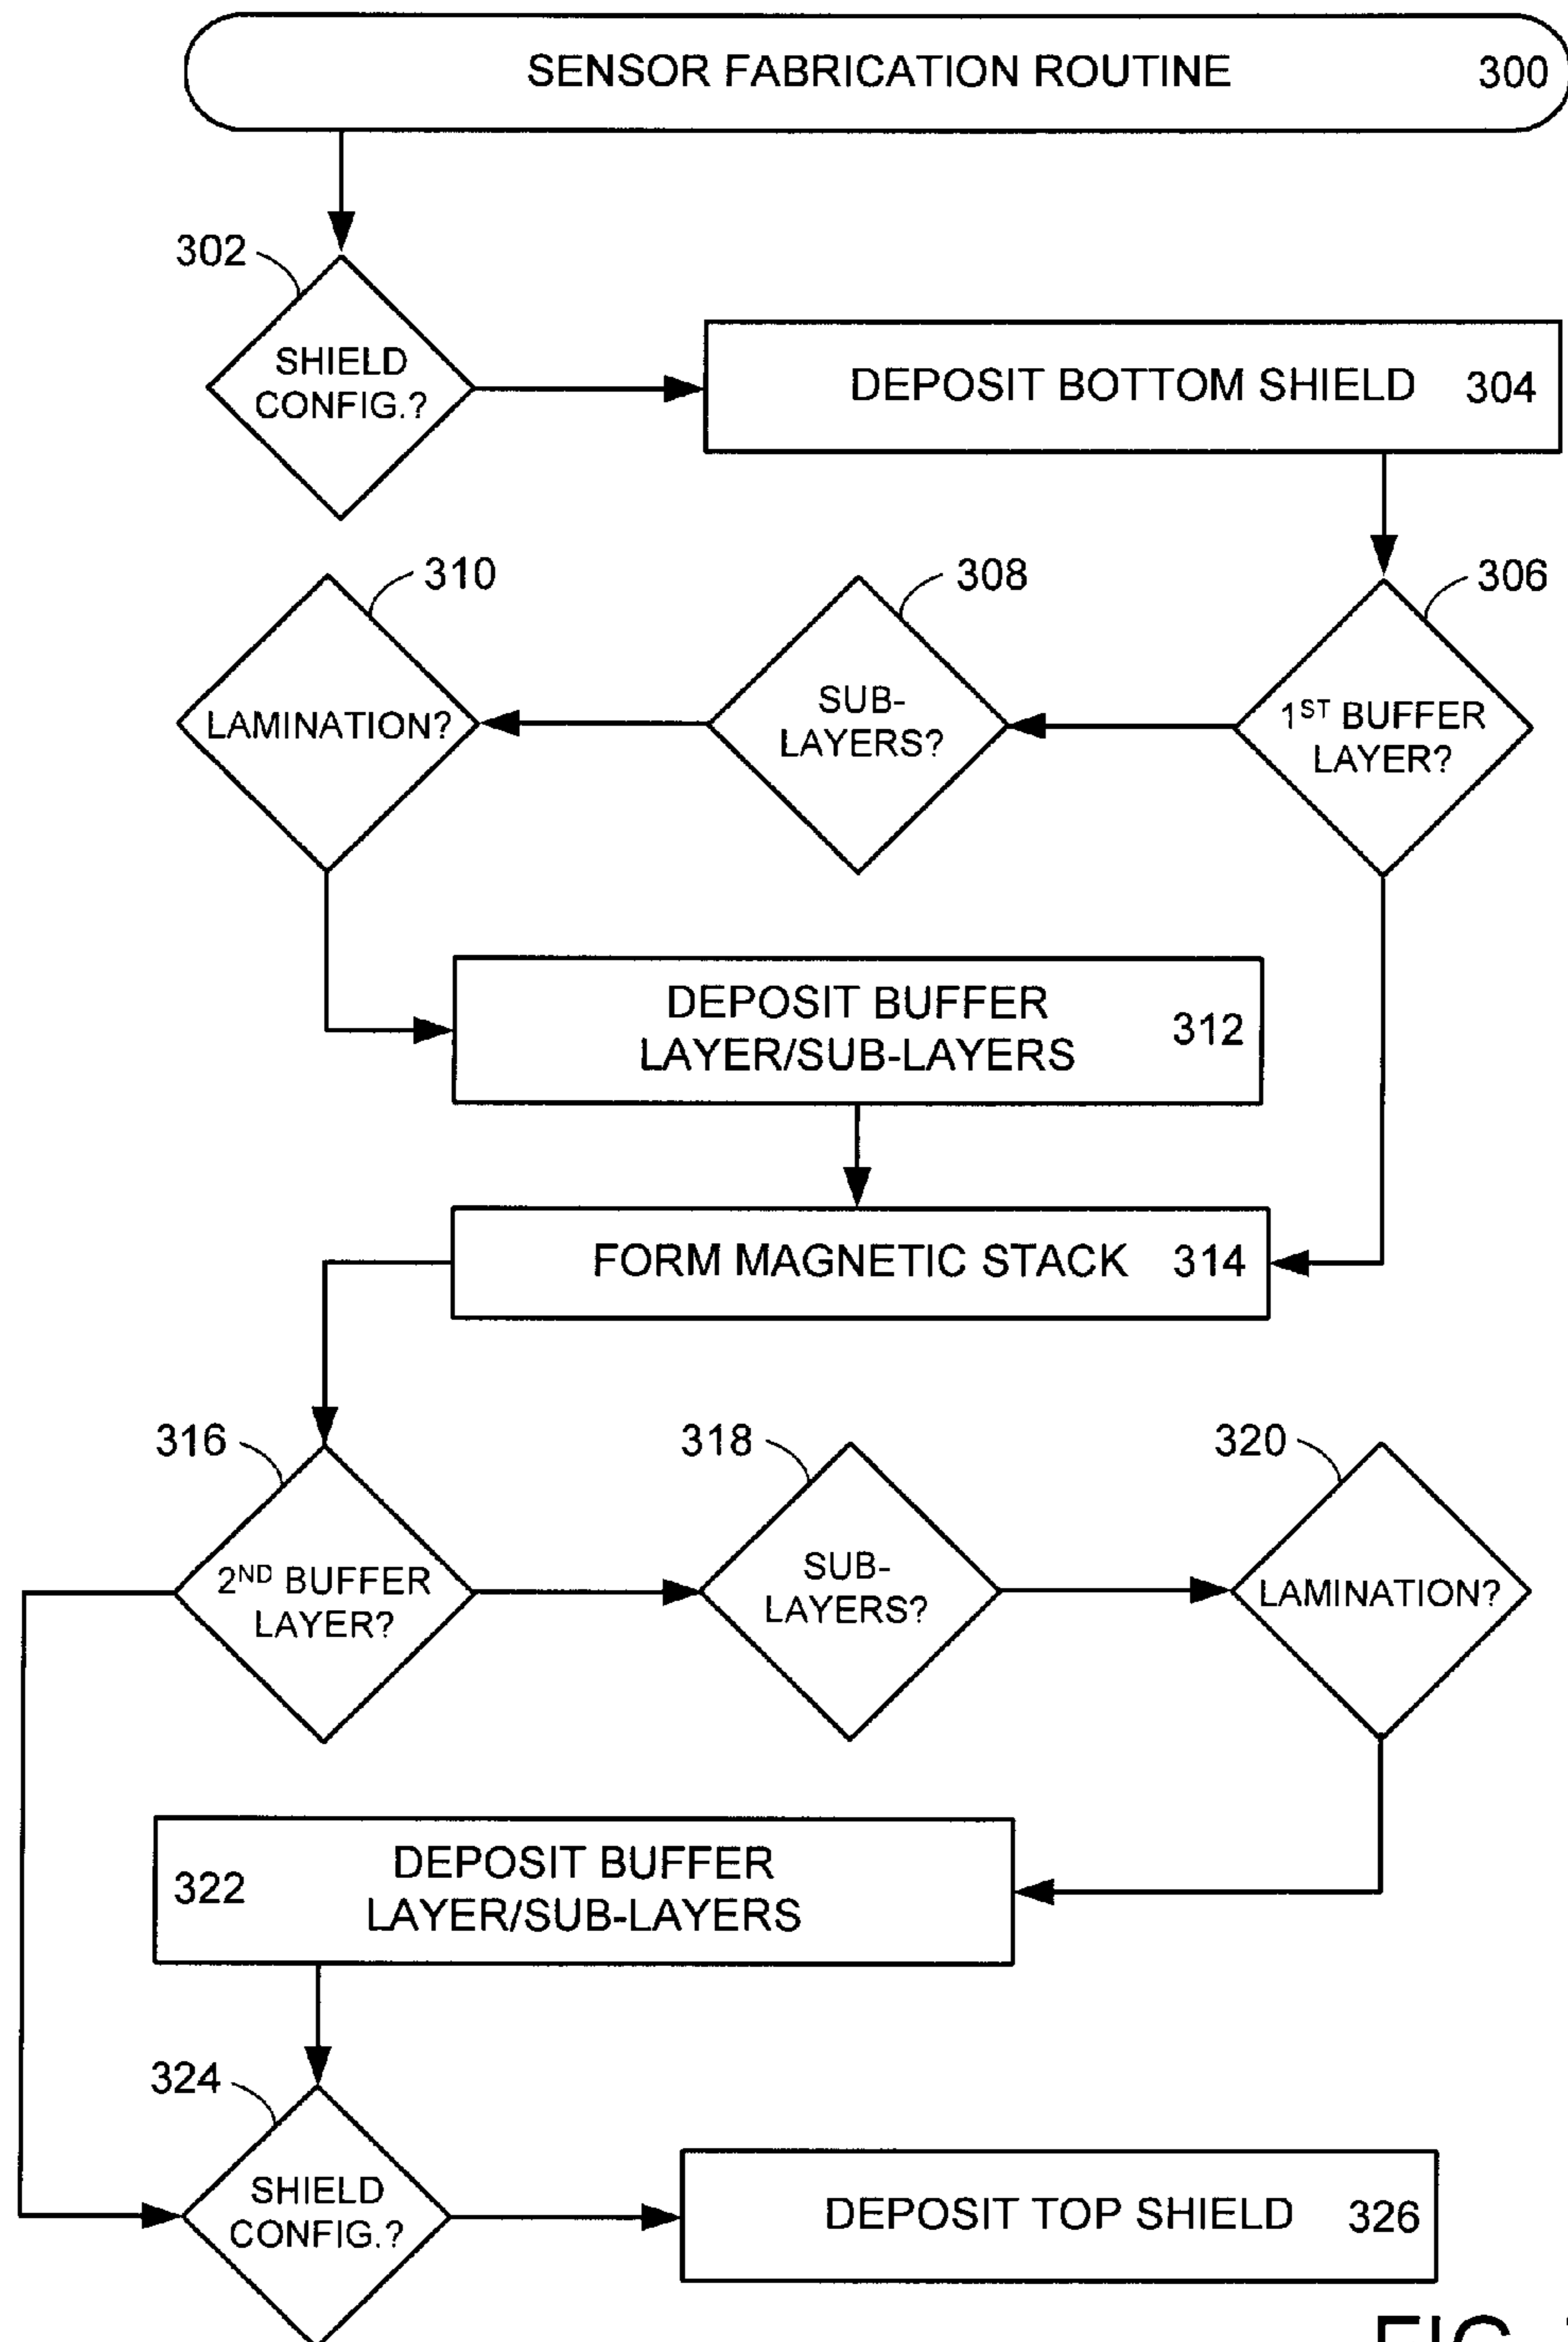 SENSOR FABRICATION ROUTINE 300
302
SHIELD
CONFIG.?
DEPOSIT BOTTOM SHIELD 304
310
308
306
LAMINATION?
SUB-
LAYERS?
1ST BUFFER
LAYER?
DEPOSIT BUFFER
LAYER/SUB-LAYERS
312
FORM MAGNETIC STACK 314
316
318
320
2ND BUFFER
LAYER?
SUB-
LAYERS?
LAMINATION?
322
DEPOSIT BUFFER
LAYER/SUB-LAYERS
324
SHIELD
CONFIG.?
DEPOSIT TOP SHIELD 326
FIG.